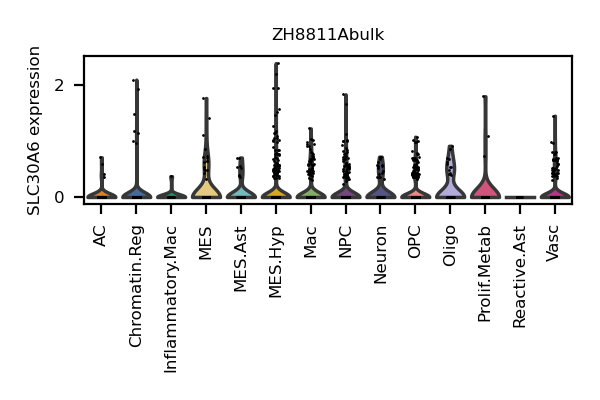 ZH8811Abulk
SLC30A6 expression
2
0
AC
Chromatin.Reg
Inflammatory.Mac
MES
MES.Ast
MES.Hyp
Mac
NPC
Neuron
OPC
Oligo
Prolif.Metab
Reactive.Ast
Vasc